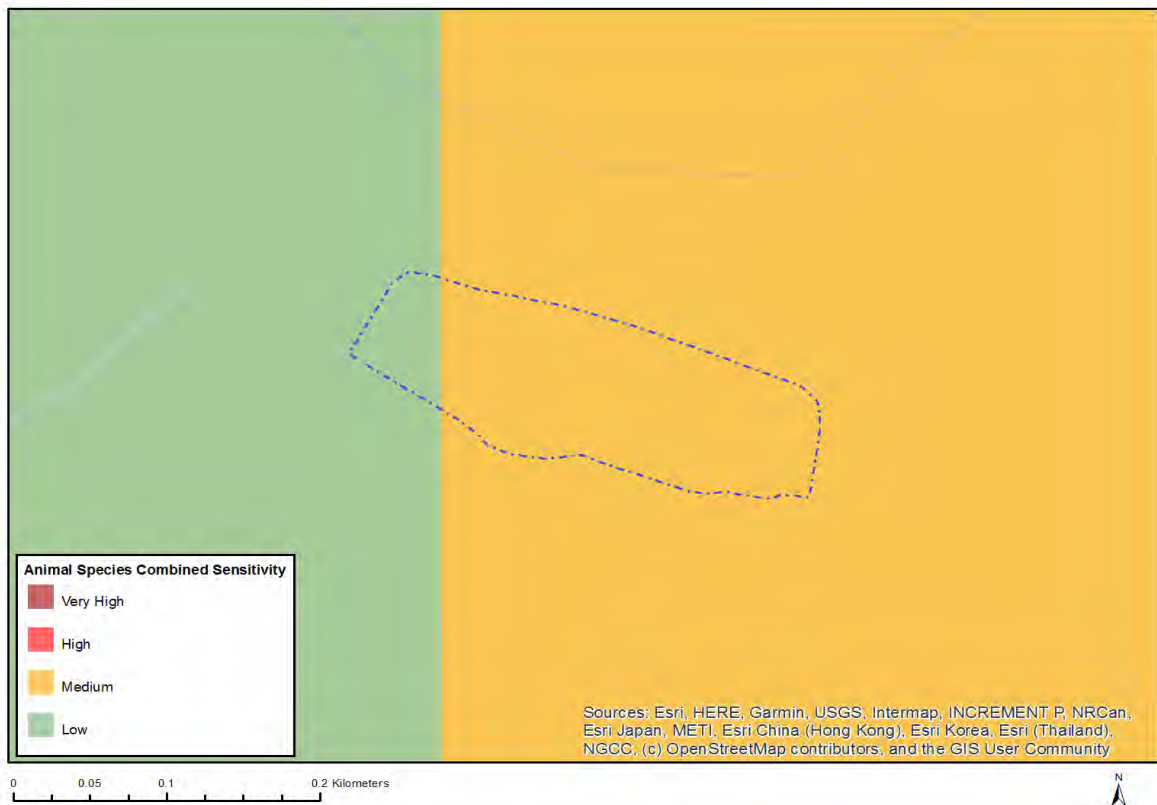 Animal Species Combined Sensitivity
Very High
High
Medium
Low
Sources: Esri, HERE, Garmin, USGS, Intermap, INCREMENT P, NRCan,
Esri Japan, METI, Esri China (Hong Kong), Esri Korea, Esri (Thailand),
NGCC, (c) OpenStreetMap contributors, and the GIS User Community
0 0.05 0.1 0.2 Kilometers
N